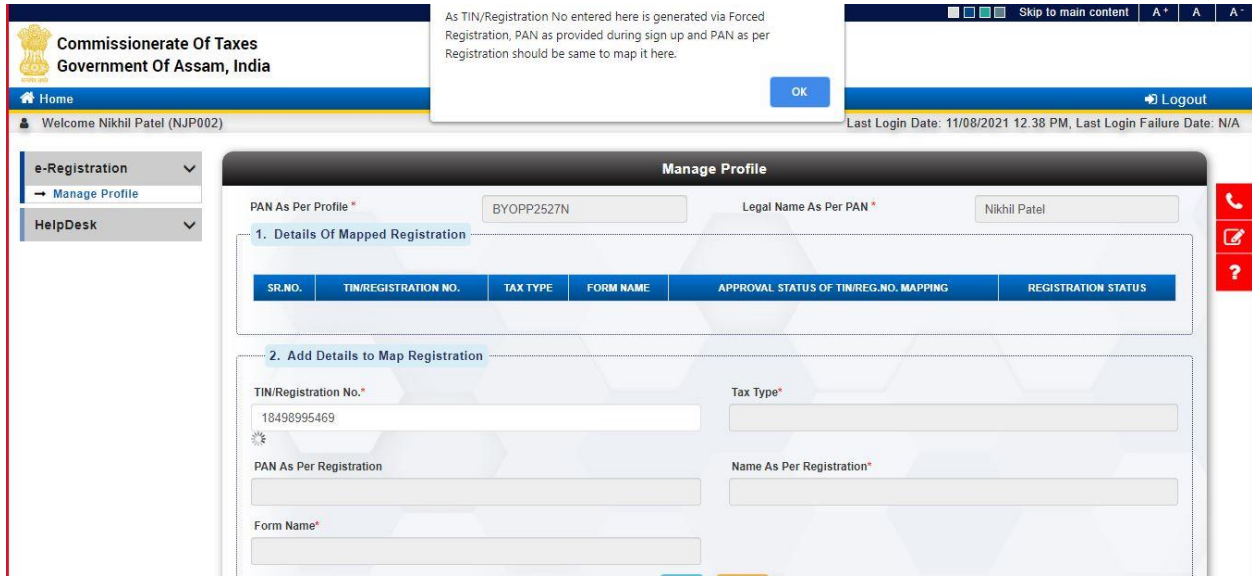 As TIN/Registration No entered here is generated via Forced
Registration, PAN as provided during sign up and PAN as per
Registration should be same to map it here.
OK
Skip to main content A+ A A-
Commissionerate Of Taxes
Government Of Assam, India
Home Logout
Welcome Nikhil Patel (NJP002) Last Login Date: 11/08/2021 12.38 PM, Last Login Failure Date: N/A
e-Registration
Manage Profile
HelpDesk
Manage Profile
PAN As Per Profile * BYOPP2527N Legal Name As Per PAN * Nikhil Patel
1. Details Of Mapped Registration
SR.NO. TIN/REGISTRATION NO. TAX TYPE FORM NAME APPROVAL STATUS OF TIN/REG.NO. MAPPING REGISTRATION STATUS
2. Add Details to Map Registration
TIN/Registration No.* Tax Type*
18498995469
PAN As Per Registration Name As Per Registration*
Form Name*